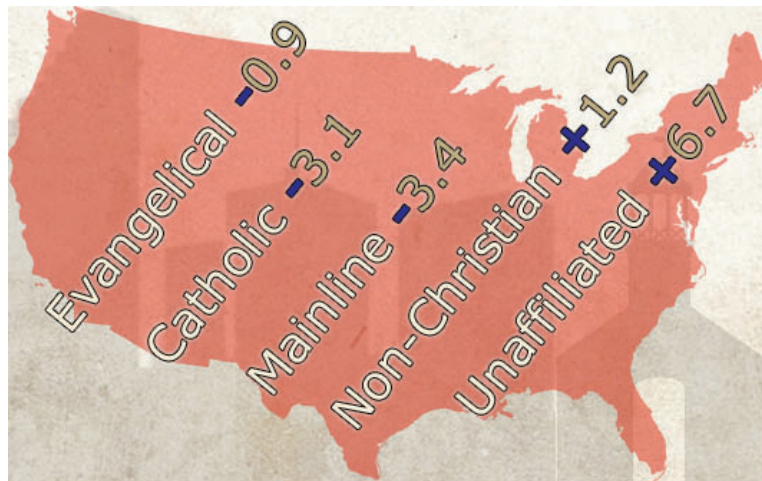 Evangelical -0.9
Catholic -3.1
Mainline -3.4
Non-Christian +1.2
Unaffiliated +6.7